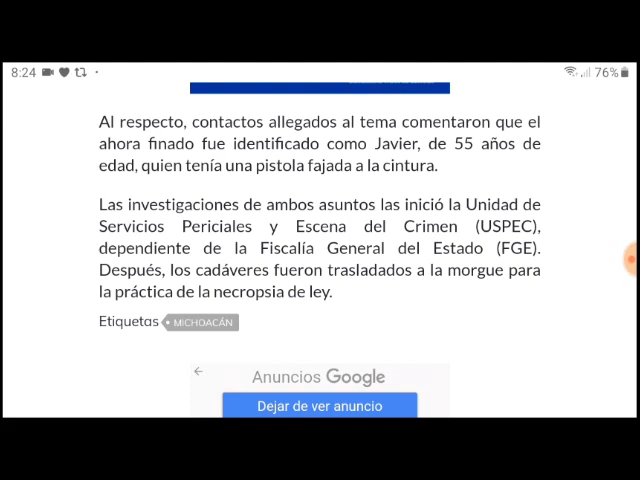 8:24
76%
Al respecto, contactos allegados al tema comentaron que el
ahora finado fue identificado como Javier, de 55 años de
edad, quien tenía una pistola fajada a la cintura.
Las investigaciones de ambos asuntos las inició la Unidad de
Servicios Periciales y Escena del Crimen (USPEC),
dependiente de la Fiscalía General del Estado (FGE).
Después, los cadáveres fueron trasladados a la morgue para
la práctica de la necropsia de ley.
Etiquetas MICHOACÁN
Anuncios Google
Dejar de ver anuncio